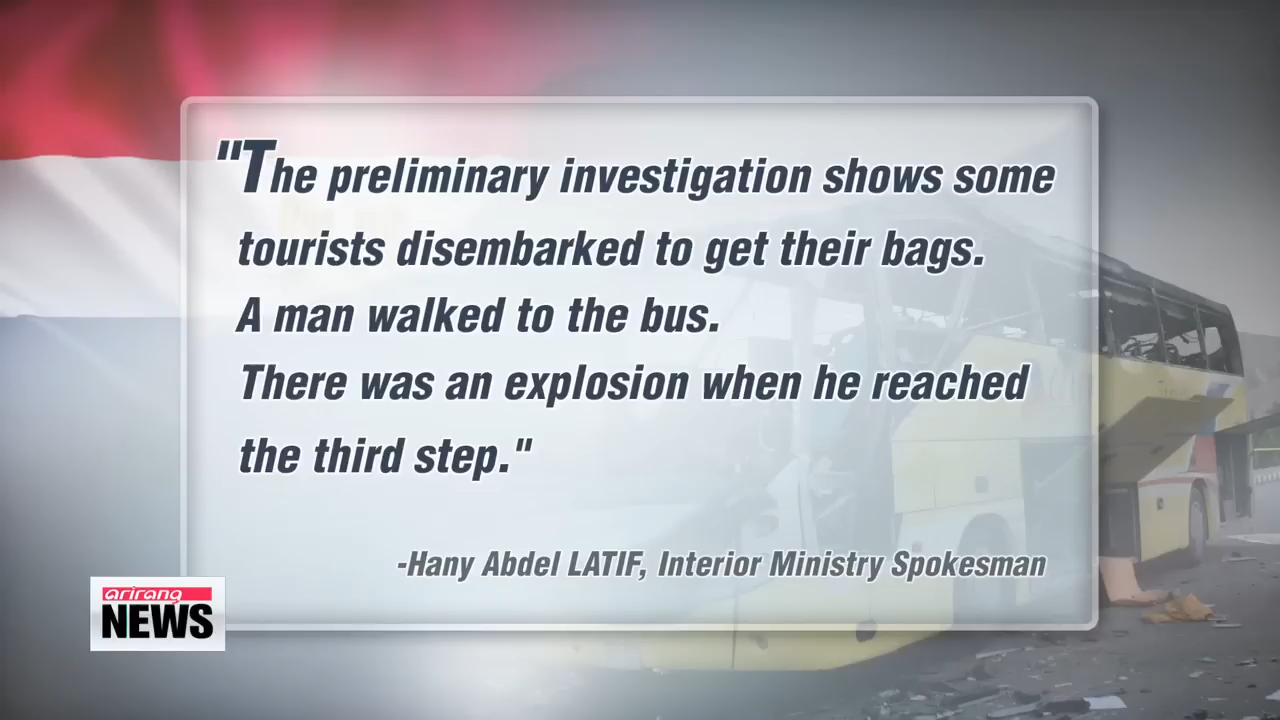 "The preliminary investigation shows some
tourists disembarked to get their bags.
A man walked to the bus.
There was an explosion when he reached
the third step."
-Hany Abdel LATIF, Interior Ministry Spokesman
arirang
NEWS